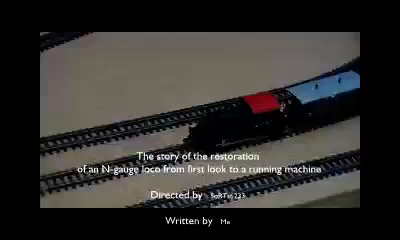 The story of the restoration
of an N-gauge loco from first look to a running machine
Directed by
Written by Me